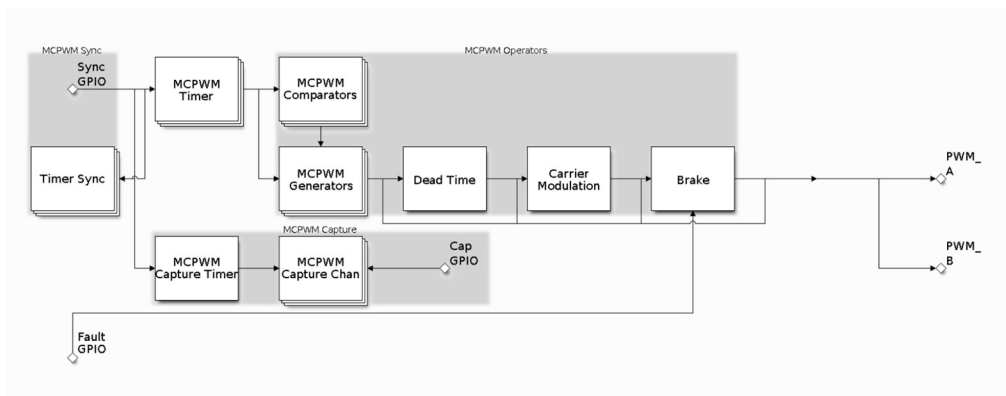 MCPWM Sync
MCPWM Operators
Sync
GPIO
MCPWM
Timer
MCPWM
Comparators
Timer Sync
MCPWM
Generators
Dead Time
Carrier
Modulation
Brake
PWM_
A
MCPWM Capture
MCPWM
Capture Timer
MCPWM
Capture Chan
Cap
GPIO
PWM_
B
Fault
GPIO